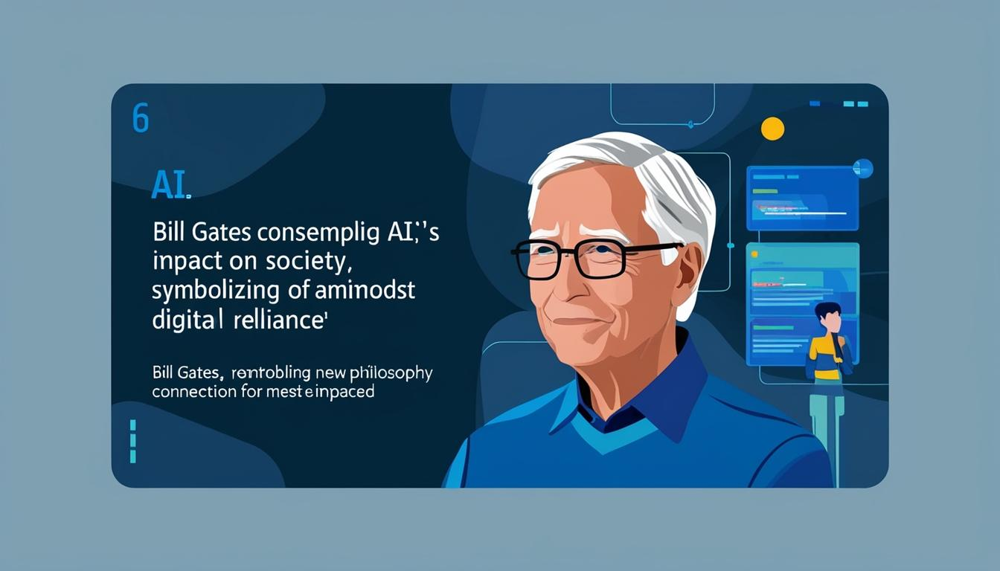 6
AI.
Bill Gates consemplig AI;'s
inpact on society,
symbolizing of aminodst
digital relliance'
Bill Gates, rentrobling new philosophy
connection for mest einpaced